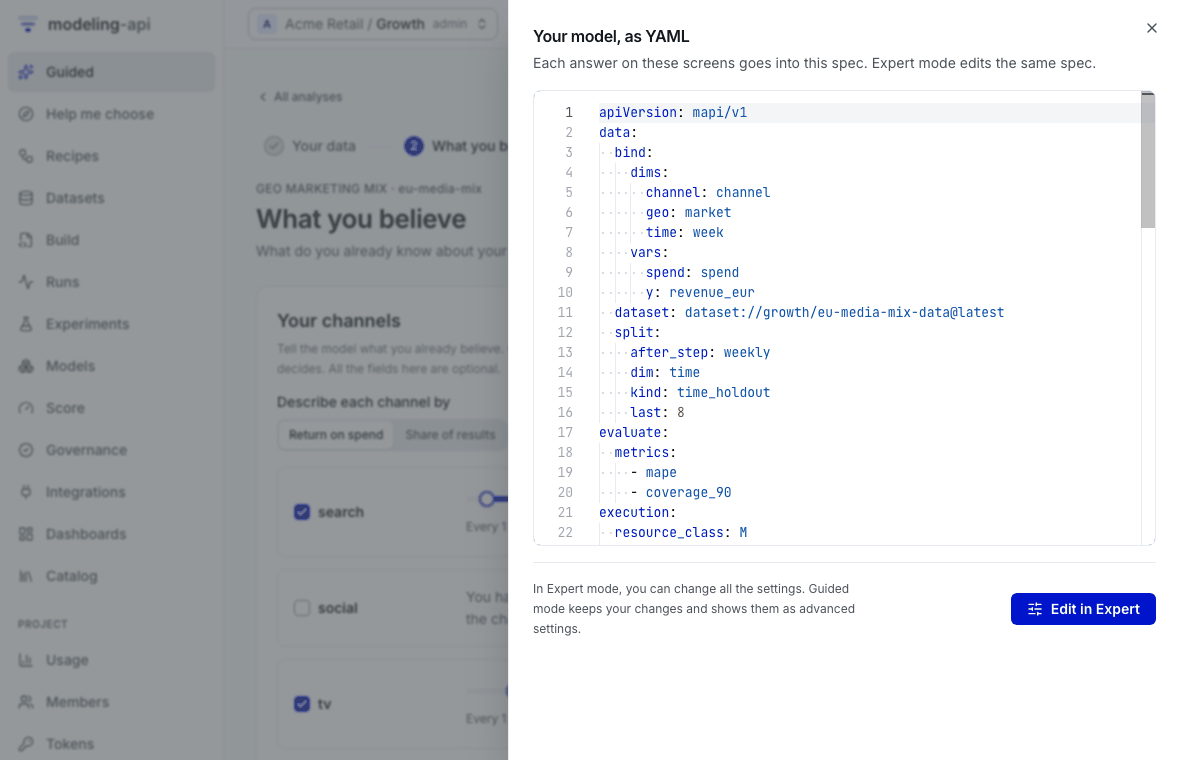 modeling-api
A Acme Retail / Growth admin
Guided
Help me choose
Recipes
Datasets
Build
Runs
Experiments
Models
Score
Governance
Integrations
Dashboards
Catalog
PROJECT
Usage
Members
Tokens
All analyses
Your data
2 What you b
GEO MARKETING MIX · eu-media-mix
What you believe
What do you already know about your
Your channels
Tell the model what you already believe.
decides. All the fields here are optional.
Describe each channel by
Return on spend Share of results
search
Every 1
social
You ha
the cha
tv
Every 1
Your model, as YAML
Each answer on these screens goes into this spec. Expert mode edits the same spec.
1 apiVersion: mapi/v1
2 data:
3 ··bind:
4 ····dims:
5 ······channel: channel
6 ······geo: market
7 ······time: week
8 ····vars:
9 ······spend: spend
10 ······y: revenue_eur
11 ··dataset: dataset://growth/eu-media-mix-data@latest
12 ··split:
13 ····after_step: weekly
14 ····dim: time
15 ····kind: time_holdout
16 ····last: 8
17 evaluate:
18 ··metrics:
19 ····- mape
20 ····- coverage_90
21 execution:
22 ··resource_class: M
In Expert mode, you can change all the settings. Guided
mode keeps your changes and shows them as advanced
settings.
Edit in Expert